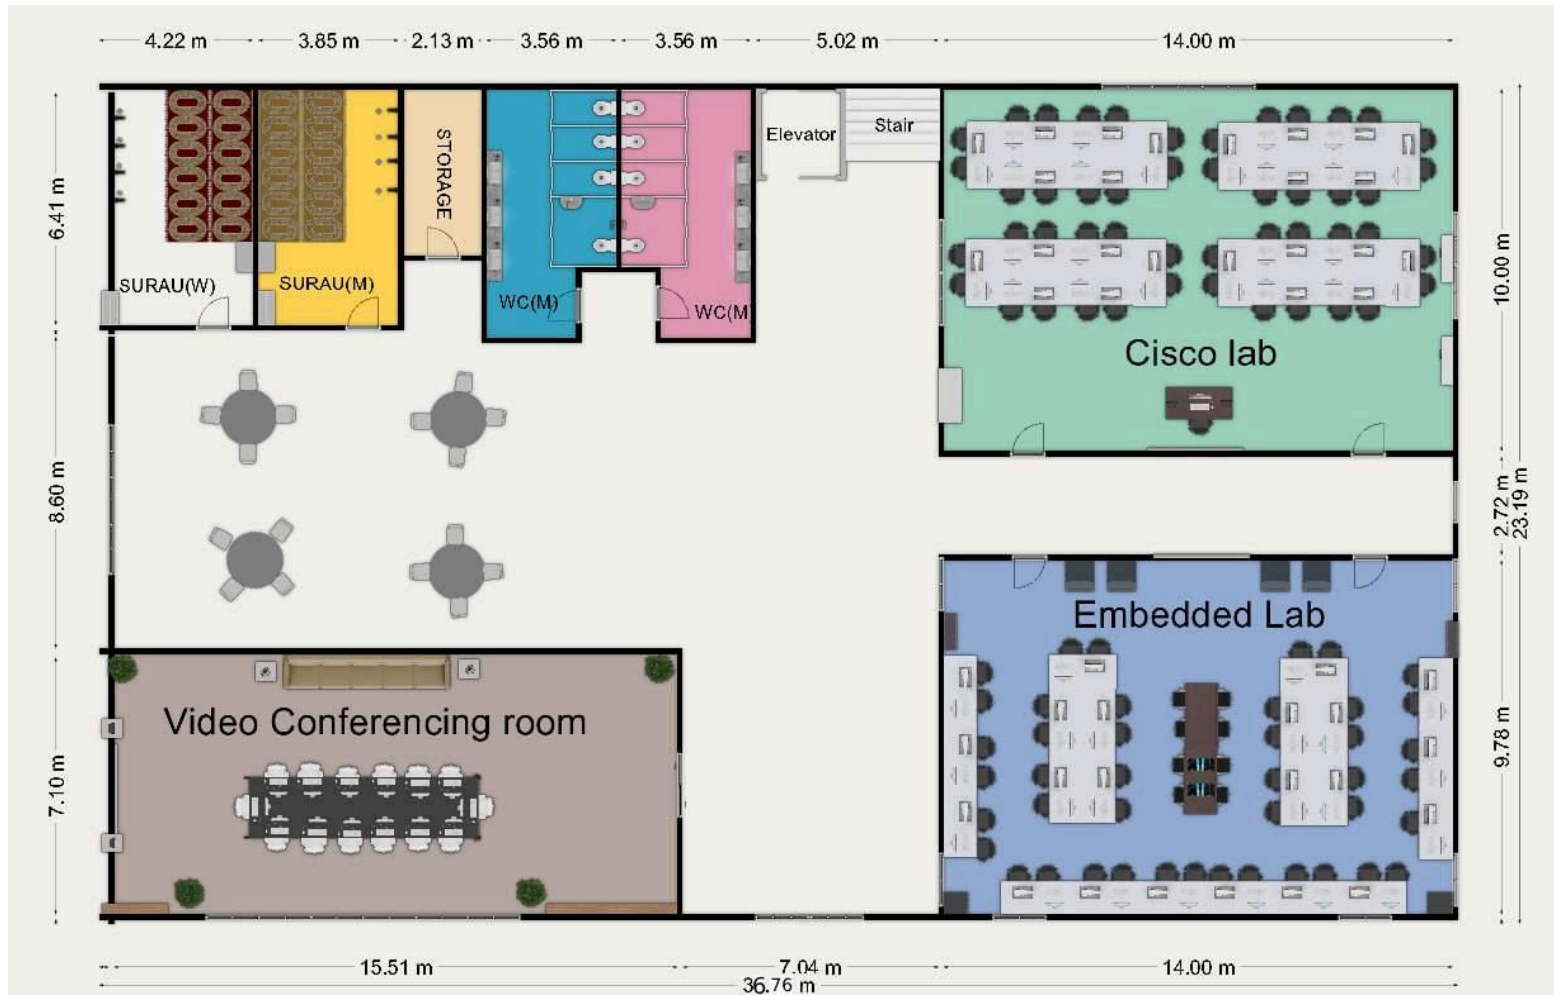 4.22 m 3.85 m 2.13 m 3.56 m 3.56 m 5.02 m 14.00 m
Elevator
Stair
STORAGE
6.41 m
SURAU(W)
SURAU(M)
WC(M)
WC(M
10.00 m
Cisco lab
8.60 m
2.72 m
23.19 m
Embedded Lab
Video Conferencing room
7.10 m
9.78 m
15.51 m 7.04 m 14.00 m
36.76 m